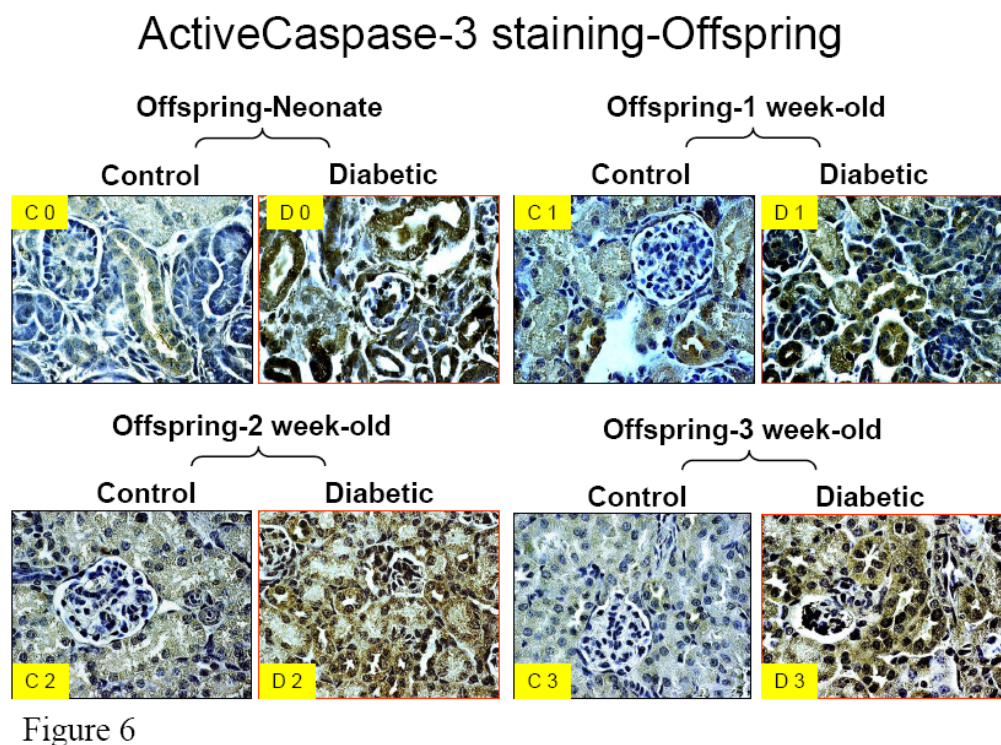 ActiveCaspase-3 staining-Offspring
Offspring-Neonate
Offspring-1 week-old
Control
Diabetic
Control
Diabetic
C 0
D 0
C 1
D 1
Offspring-2 week-old
Offspring-3 week-old
Control
Diabetic
Control
Diabetic
C 2
D 2
C 3
D 3
Figure 6